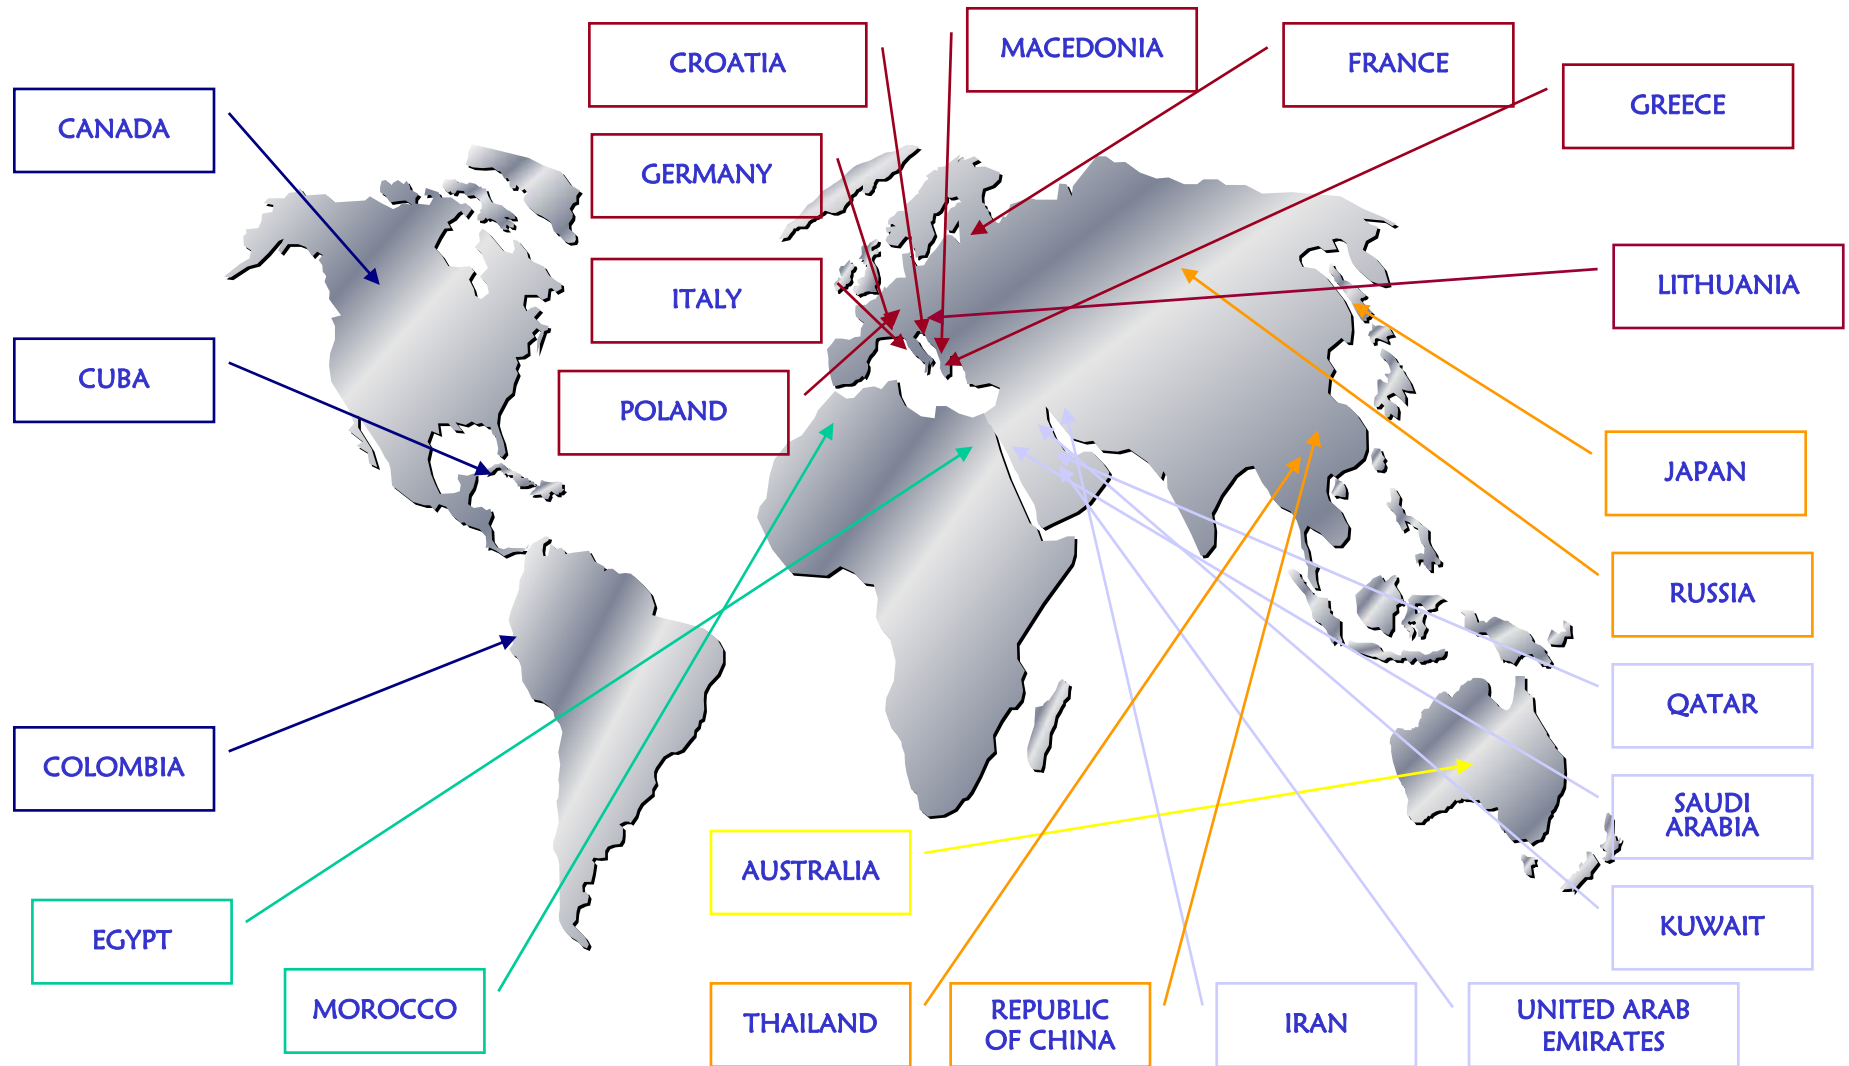 MACEDONIA
CROATIA
FRANCE
GREECE
CANADA
GERMANY
LITHUANIA
ITALY
CUBA
POLAND
JAPAN
RUSSIA
QATAR
COLOMBIA
SAUDI
ARABIA
AUSTRALIA
KUWAIT
EGYPT
MOROCCO
THAILAND
REPUBLIC
OF CHINA
IRAN
UNITED ARAB
EMIRATES